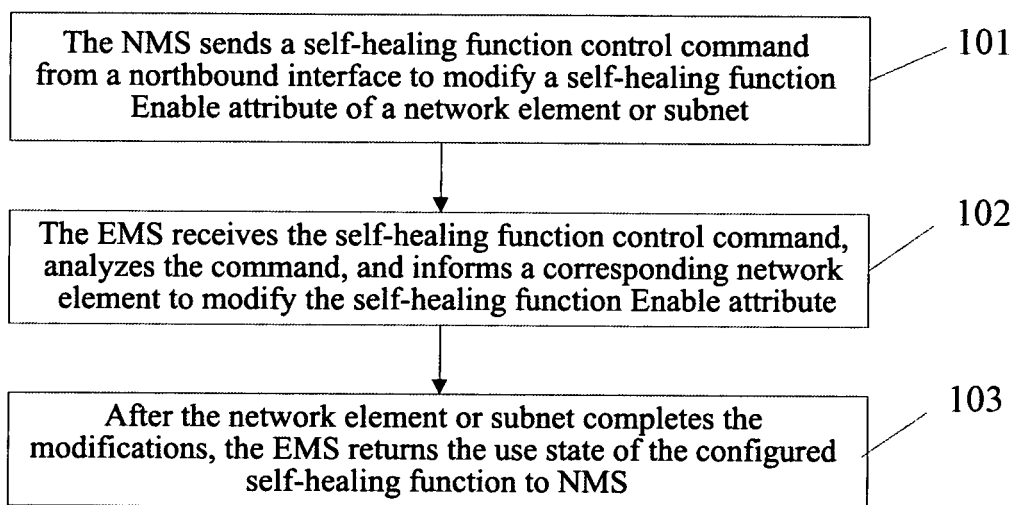 The NMS sends a self-healing function control command
from a northbound interface to modify a self-healing function
Enable attribute of a network element or subnet
101
The EMS receives the self-healing function control command,
analyzes the command, and informs a corresponding network
element to modify the self-healing function Enable attribute
102
After the network element or subnet completes the
modifications, the EMS returns the use state of the configured
self-healing function to NMS
103